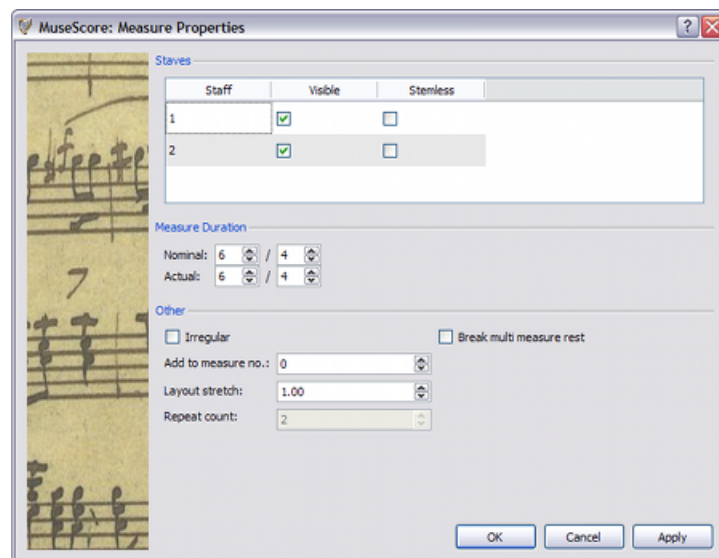 MuseScore: Measure Properties
Staves
Staff Visible Stemless
1
2
Measure Duration
Nominal: 6 / 4
Actual: 6 / 4
Other
Irregular Break multi measure rest
Add to measure no.: 0
Layout stretch: 1.00
Repeat count: 2
7
OK Cancel Apply